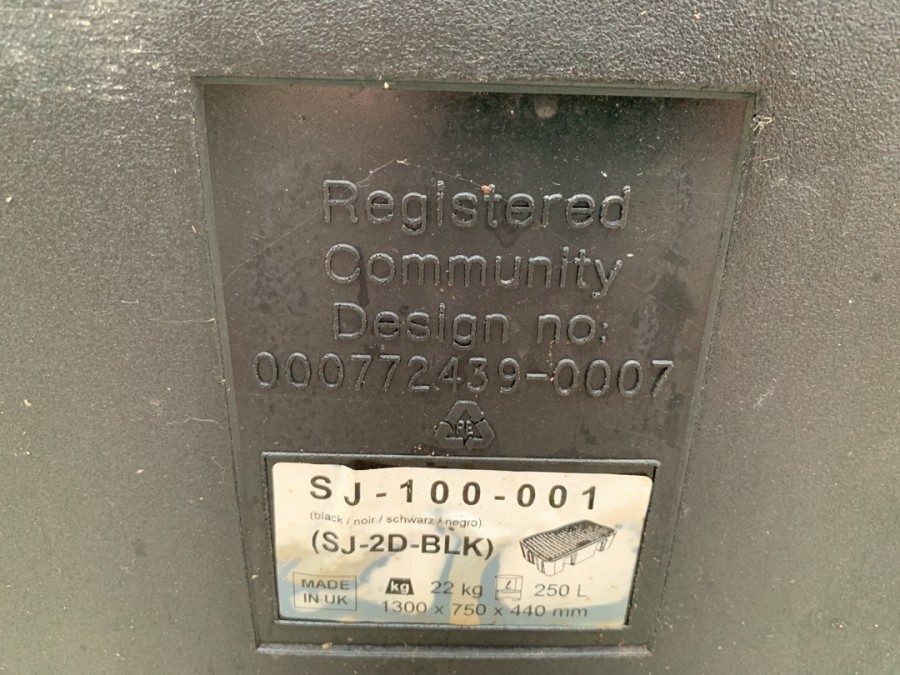 Registered
Community
Design no:
000772439-0007
PE
SJ-100-001
(black / noir / schwarz / negro)
(SJ-2D-BLK)
MADE
IN UK
kg 22 kg 250 L
1300 x 750 x 440 mm